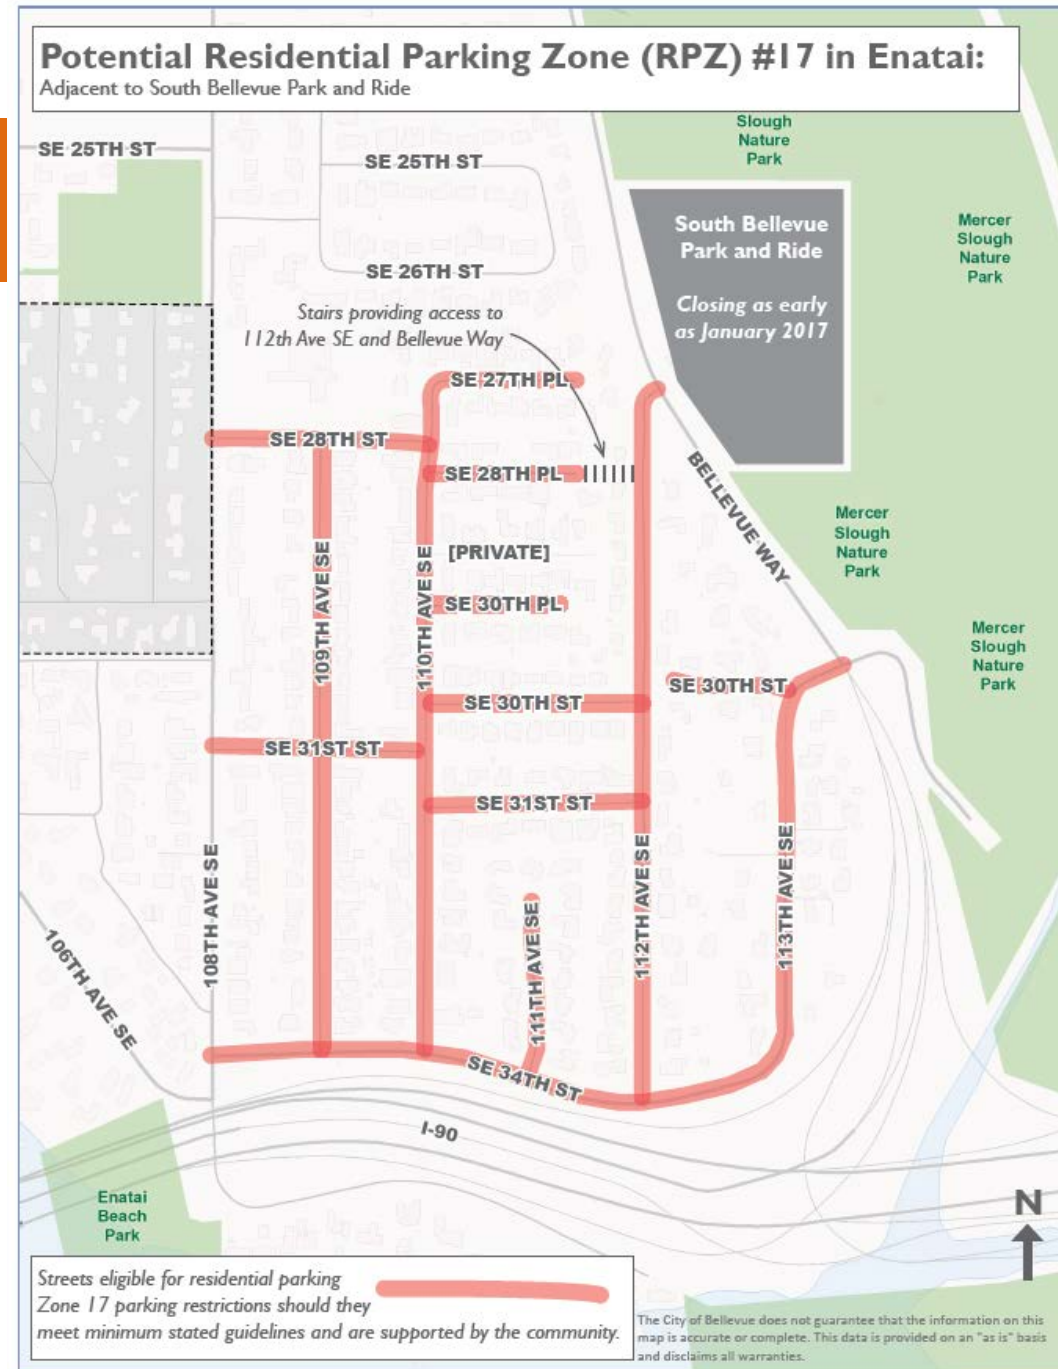 Potential Residential Parking Zone (RPZ) #17 in Enatai:
Adjacent to South Bellevue Park and Ride
Slough
Nature
Park
SE 25TH ST
SE 25TH ST
South Bellevue
Park and Ride
Closing as early
as January 2017
Mercer
Slough
Nature
Park
SE 26TH ST
Stairs providing access to
112th Ave SE and Bellevue Way
SE 27TH PL
SE 28TH ST
SE 28TH PL
BELLEVUE WAY
Mercer
Slough
Nature
Park
[PRIVATE]
109TH AVE SE
110TH AVE SE
SE 30TH PL
Mercer
Slough
Nature
Park
SE 30TH ST
SE 30TH ST
SE 31ST ST
SE 31ST ST
108TH AVE SE
106TH AVE SE
111TH AVE SE
112TH AVE SE
113TH AVE SE
SE 34TH ST
I-90
Enatai
Beach
Park
N
Streets eligible for residential parking
Zone 17 parking restrictions should they
meet minimum stated guidelines and are supported by the community.
The City of Bellevue does not guarantee that the information on this
map is accurate or complete. This data is provided on an "as is" basis
and disclaims all warranties.